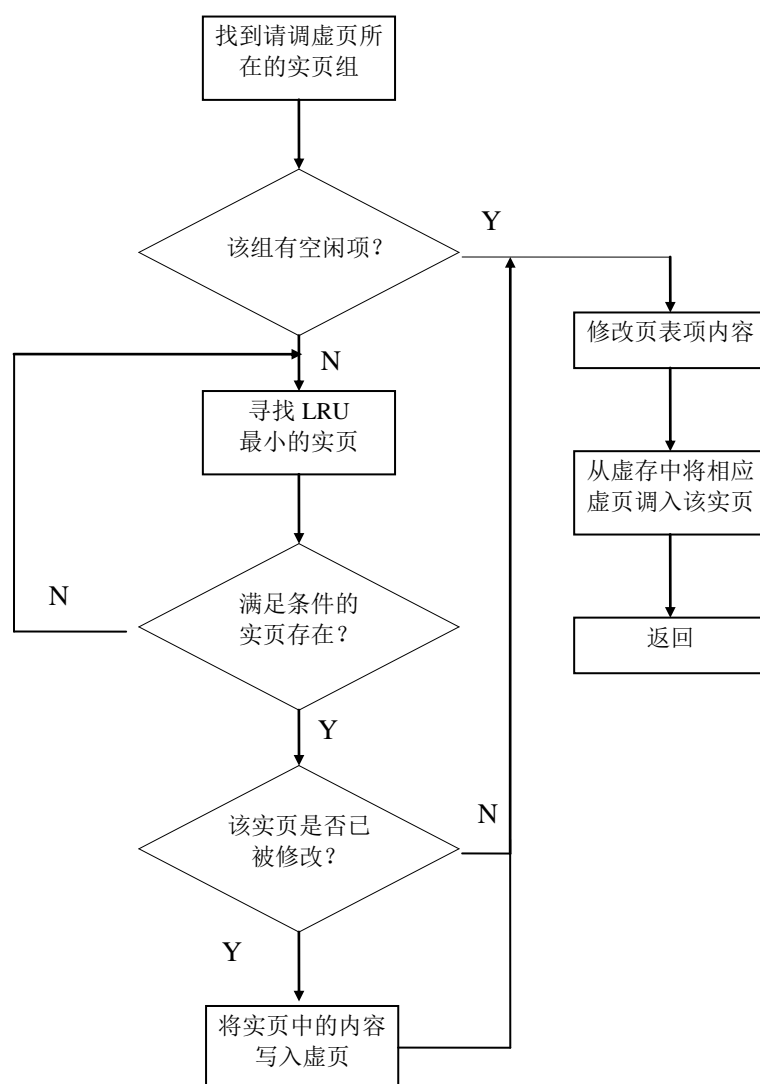 找到请调虚页所
在的实页组
该组有空闲项？
Y
N
修改页表项内容
寻找 LRU
最小的实页
从虚存中将相应
虚页调入该实页
满足条件的
实页存在？
N
返回
Y
该实页是否已
被修改？
N
Y
将实页中的内容
写入虚页